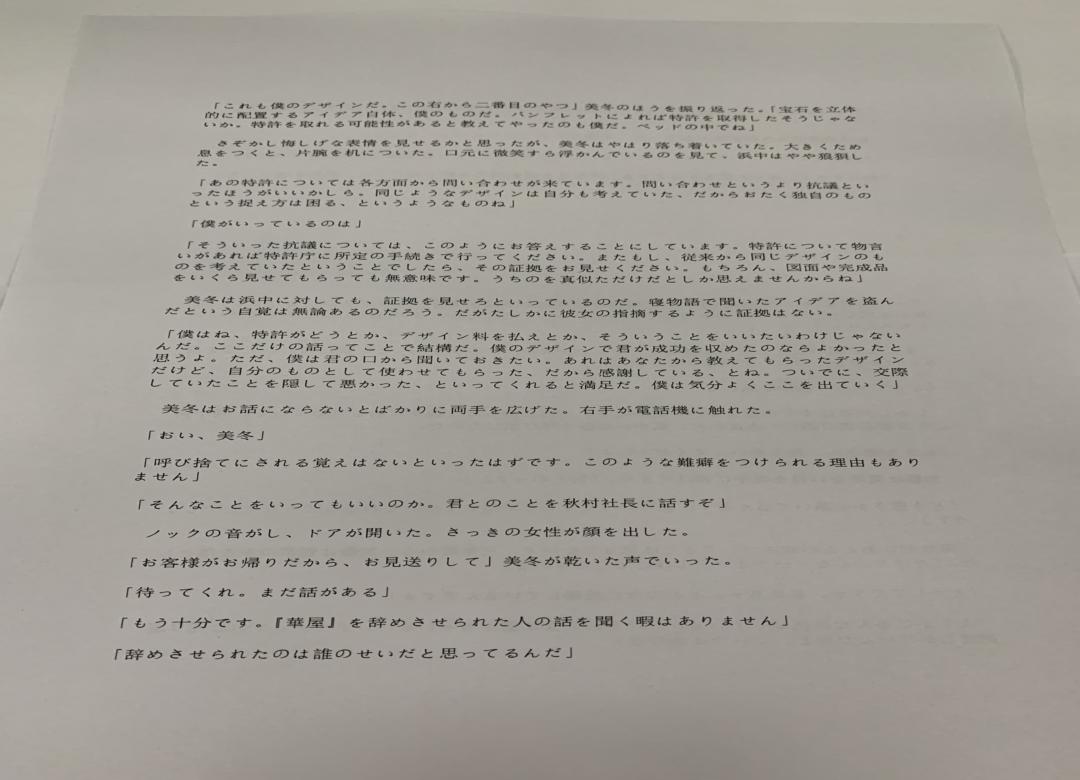 「これも僕のデザインだ。この右から二番目のやつ」美冬のほうを振り返った。「宝石を立体
的に配置するアイデア自体、僕のものだ。パンフレットによれば特許を取得したそうじゃな
いか。特許を取れる可能性があると教えてやったのも僕だ。ベッドの中でね」
さぞかし悔しげな表情を見せるかと思ったが、美冬はやはり落ち着いていた。大きくため
息をつくと、片腕を机についた。口元に微笑すら浮かんでいるのを見て、浜中はやや狼狽し
た。
「あの特許については各方面から問い合わせが来ています。問い合わせというより抗議とい
ったほうがいいかしら。同じようなデザインは自分も考えていた、だからおたく独自のもの
という捉え方は困る、というようなものね」
「僕がいっているのは」
「そういった抗議については、このようにお答えすることにしています。特許について物言
いがあれば特許庁に所定の手続きで行ってください。またもし、従来から同じデザインのも
のを考えていたということでしたら、その証拠をお見せください。もちろん、図面や完成品
をいくら見せてもらっても無意味です。うちのを真似ただけだとしか思えませんからね」
美冬は浜中に対しても、証拠を見せろといっているのだ。寝物語で聞いたアイデアを盗ん
だという自覚は無論あるのだろう。だがたしかに彼女の指摘するように証拠はない。
「僕はね、特許がどうとか、デザイン料を払えとか、そういうことをいいたいわけじゃない
んだ。ここだけの話ってことで結構だ。僕のデザインで君が成功を収めたのならよかったと
思うよ。ただ、僕は君の口から聞いておきたい。あれはあなたから教えてもらったデザイン
だけど、自分のものとして使わせてもらった、だから感謝している、とね。ついでに、交際
していたことを隠して悪かった、といってくれると満足だ。僕は気分よくここを出ていく」
美冬はお話にならないとばかりに両手を広げた。右手が電話機に触れた。
「おい、美冬」
「呼び捨てにされる覚えはないといったはずです。このような難癖をつけられる理由もあり
ません」
「そんなことをいってもいいのか。君とのことを秋村社長に話すぞ」
ノックの音がし、ドアが開いた。さっきの女性が顔を出した。
「お客様がお帰りだから、お見送りして」美冬が乾いた声でいった。
「待ってくれ。まだ話がある」
「もう十分です。『華屋』を辞めさせられた人の話を聞く暇はありません」
「辞めさせられたのは誰のせいだと思ってるんだ」